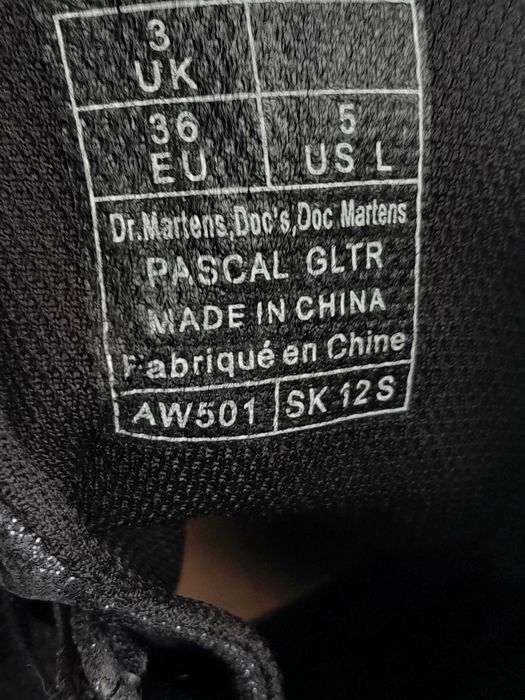 3
UK
36 5
EU US L
Dr.Martens,Doc's,Doc Martens
PASCAL GLTR
MADE IN CHINA
Fabriqué en Chine
AW501 SK 12S